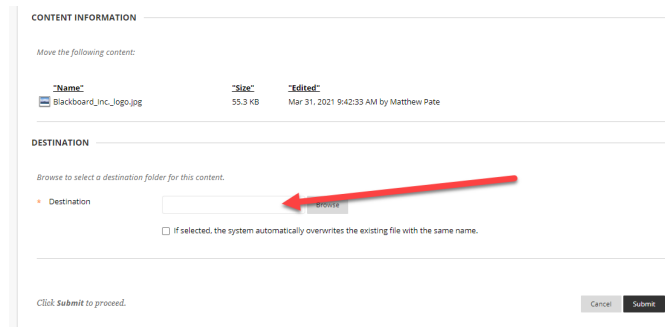 CONTENT INFORMATION
Move the following content:
"Name" "Size" "Edited"
Blackboard_Inc._logo.jpg 55.3 KB Mar 31, 2021 9:42:33 AM by Matthew Pate
DESTINATION
Browse to select a destination folder for this content.
* Destination Browse
If selected, the system automatically overwrites the existing file with the same name.
Click Submit to proceed. Cancel Submit